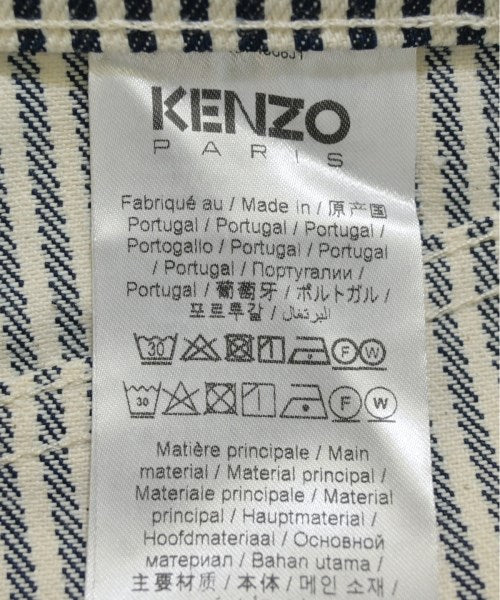 KENZO
PARIS
Fabriqué au / Made in / 原产国
Portugal / Portugal / Portugal /
Portogallo / Portugal / Portugal
/ Portugal / Португалии /
Portugal / 葡萄牙 / ポルトガル /
포르투갈 / البرتغال /
30 F W
30 F W
Matière principale / Main
material / Material principal /
Materiale principale / Material
principal / Hauptmaterial /
Hoofdmateriaal / Основной
материал / Bahan utama /
主要材质 / 本体 / 메인 소재 /